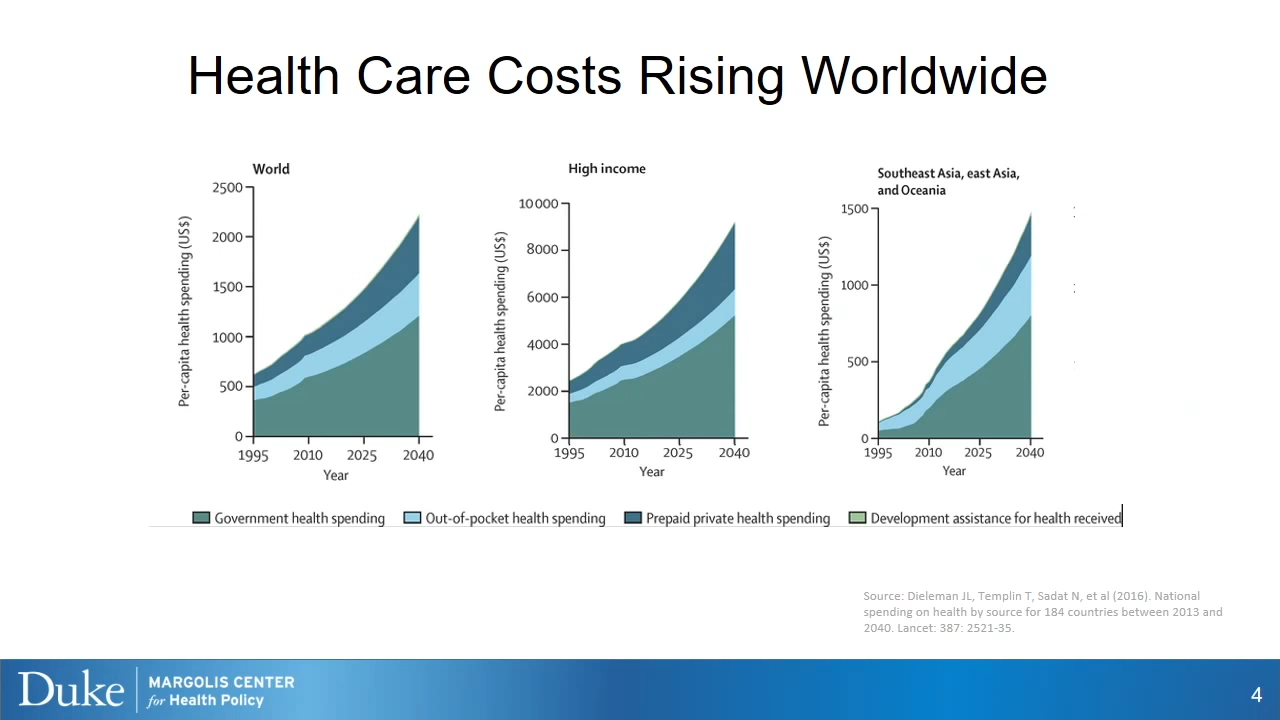 Health Care Costs Rising Worldwide
World
Per-capita health spending (US$)
2500
2000
1500
1000
500
0
1995 2010 2025 2040
Year
High income
Per-capita health spending (US$)
10 000
8000
6000
4000
2000
0
1995 2010 2025 2040
Year
Southeast Asia, east Asia,
and Oceania
Per-capita health spending (US$)
1500
1000
500
0
1995 2010 2025 2040
Year
Government health spending Out-of-pocket health spending Prepaid private health spending Development assistance for health received
Source: Dieleman JL, Templin T, Sadat N, et al (2016). National
spending on health by source for 184 countries between 2013 and
2040. Lancet: 387: 2521-35.
Duke
MARGOLIS CENTER
for Health Policy
4